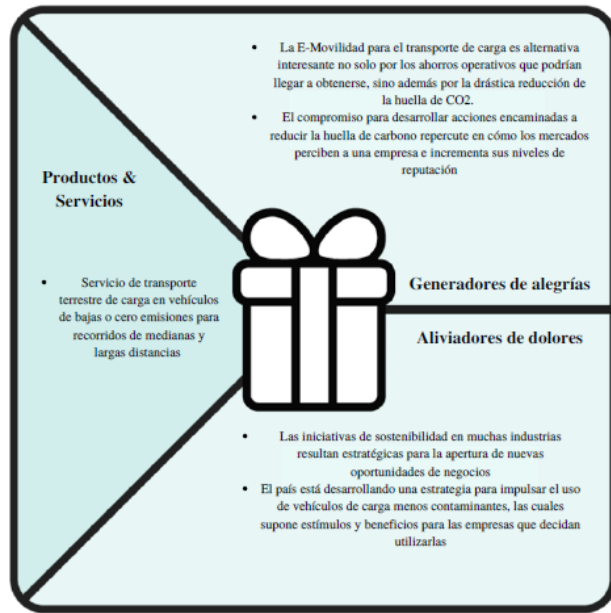 La E-Movilidad para el transporte de carga es alternativa
interesante no solo por los ahorros operativos que podrían
llegar a obtenerse, sino además por la drástica reducción de
la huella de CO2.
El compromiso para desarrollar acciones encaminadas a
reducir la huella de carbono repercute en cómo los mercados
perciben a una empresa e incrementa sus niveles de
reputación
Productos &
Servicios
Servicio de transporte
terrestre de carga en vehículos
de bajas o cero emisiones para
recorridos de medianas y
largas distancias
Generadores de alegrías
Aliviadores de dolores
Las iniciativas de sostenibilidad en muchas industrias
resultan estratégicas para la apertura de nuevas
oportunidades de negocios
El país está desarrollando una estrategia para impulsar el uso
de vehículos de carga menos contaminantes, las cuales
supone estímulos y beneficios para las empresas que decidan
utilizarlas